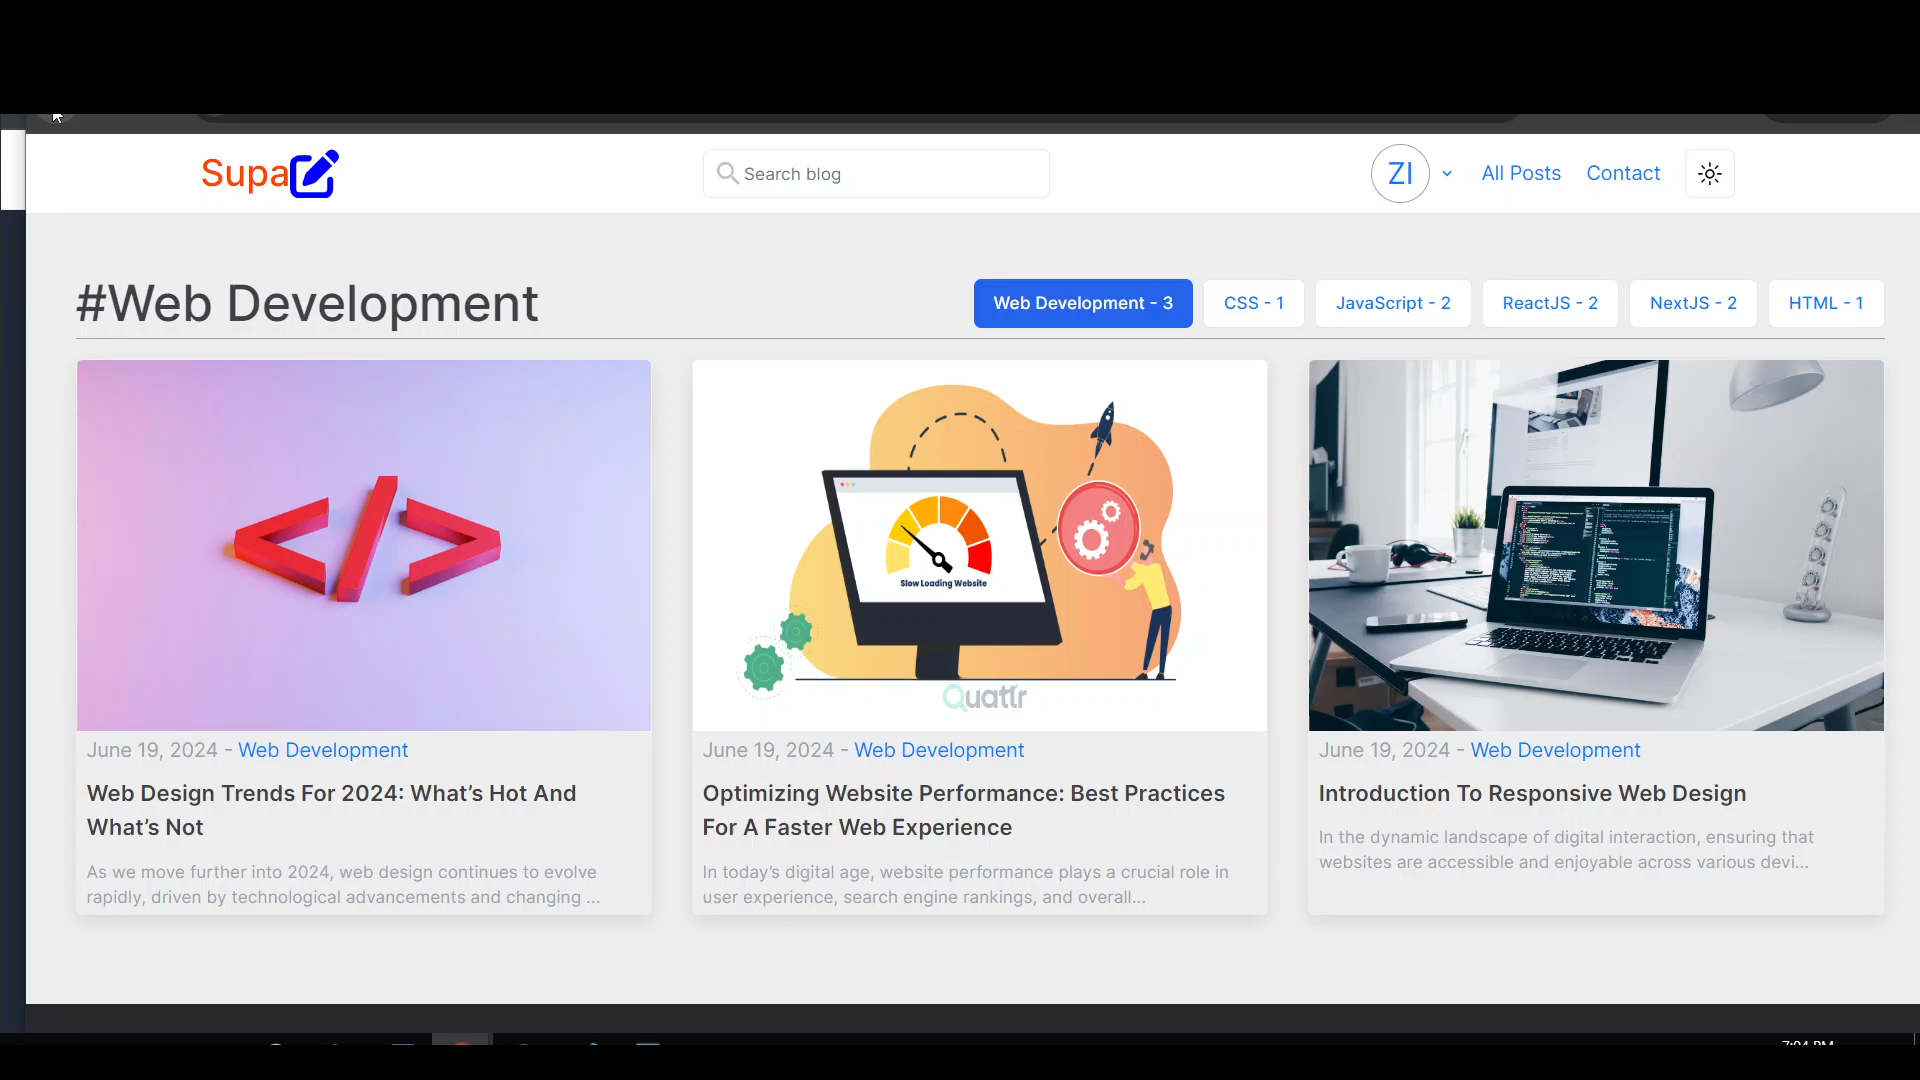 Supa
Search blog
ZI
All Posts
Contact
#Web Development
Web Development - 3
CSS - 1
JavaScript - 2
ReactJS - 2
NextJS - 2
HTML - 1
Slow Loading Website
Quattr
June 19, 2024 - Web Development
Web Design Trends For 2024: What’s Hot And
What’s Not
As we move further into 2024, web design continues to evolve
rapidly, driven by technological advancements and changing ...
June 19, 2024 - Web Development
Optimizing Website Performance: Best Practices
For A Faster Web Experience
In today’s digital age, website performance plays a crucial role in
user experience, search engine rankings, and overall...
June 19, 2024 - Web Development
Introduction To Responsive Web Design
In the dynamic landscape of digital interaction, ensuring that
websites are accessible and enjoyable across various devi...